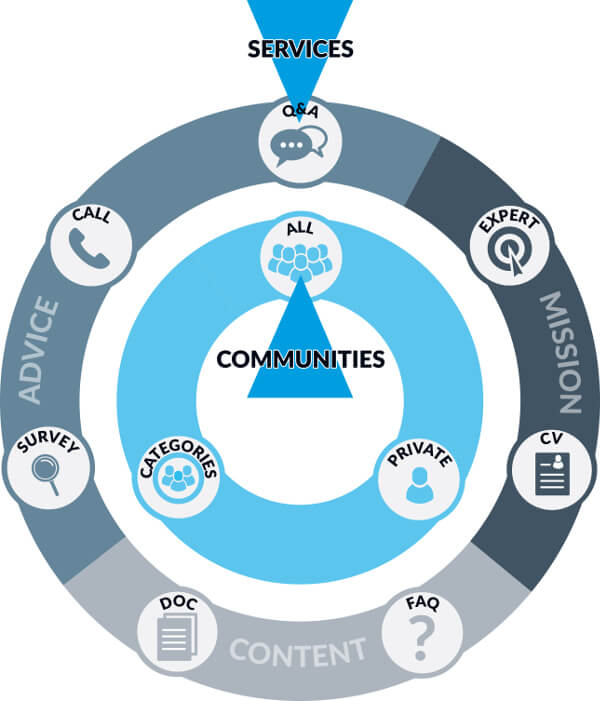 SERVICES
Q&A
CALL
EXPERT
ALL
ADVICE
MISSION
COMMUNITIES
SURVEY
CATEGORIES
PRIVATE
CV
DOC
FAQ
?
CONTENT